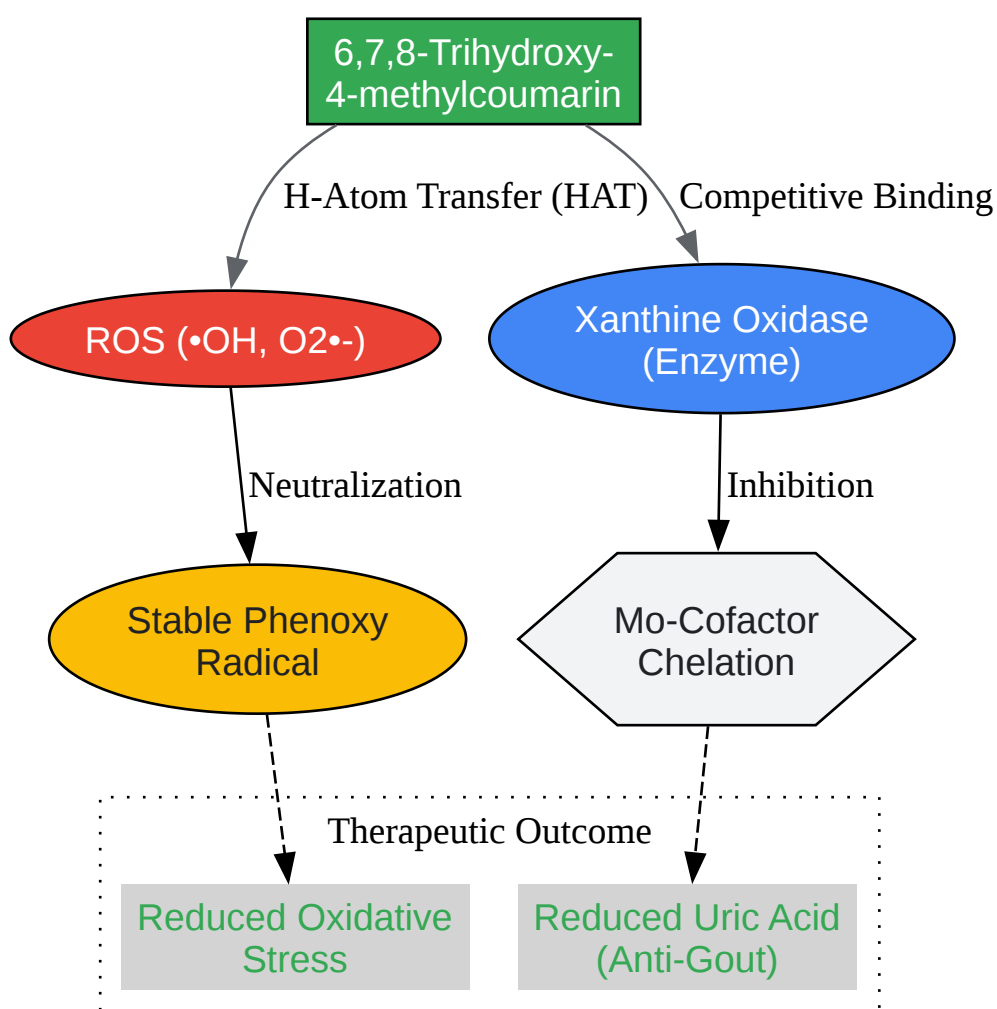 6,7,8-Trihydroxy-
4-methylcoumarin
H-Atom Transfer (HAT)
Competitive Binding
ROS (•OH, O2•-)
Xanthine Oxidase
(Enzyme)
Neutralization
Inhibition
Stable Phenoxy
Radical
Mo-Cofactor
Chelation
Therapeutic Outcome
Reduced Oxidative
Stress
Reduced Uric Acid
(Anti-Gout)